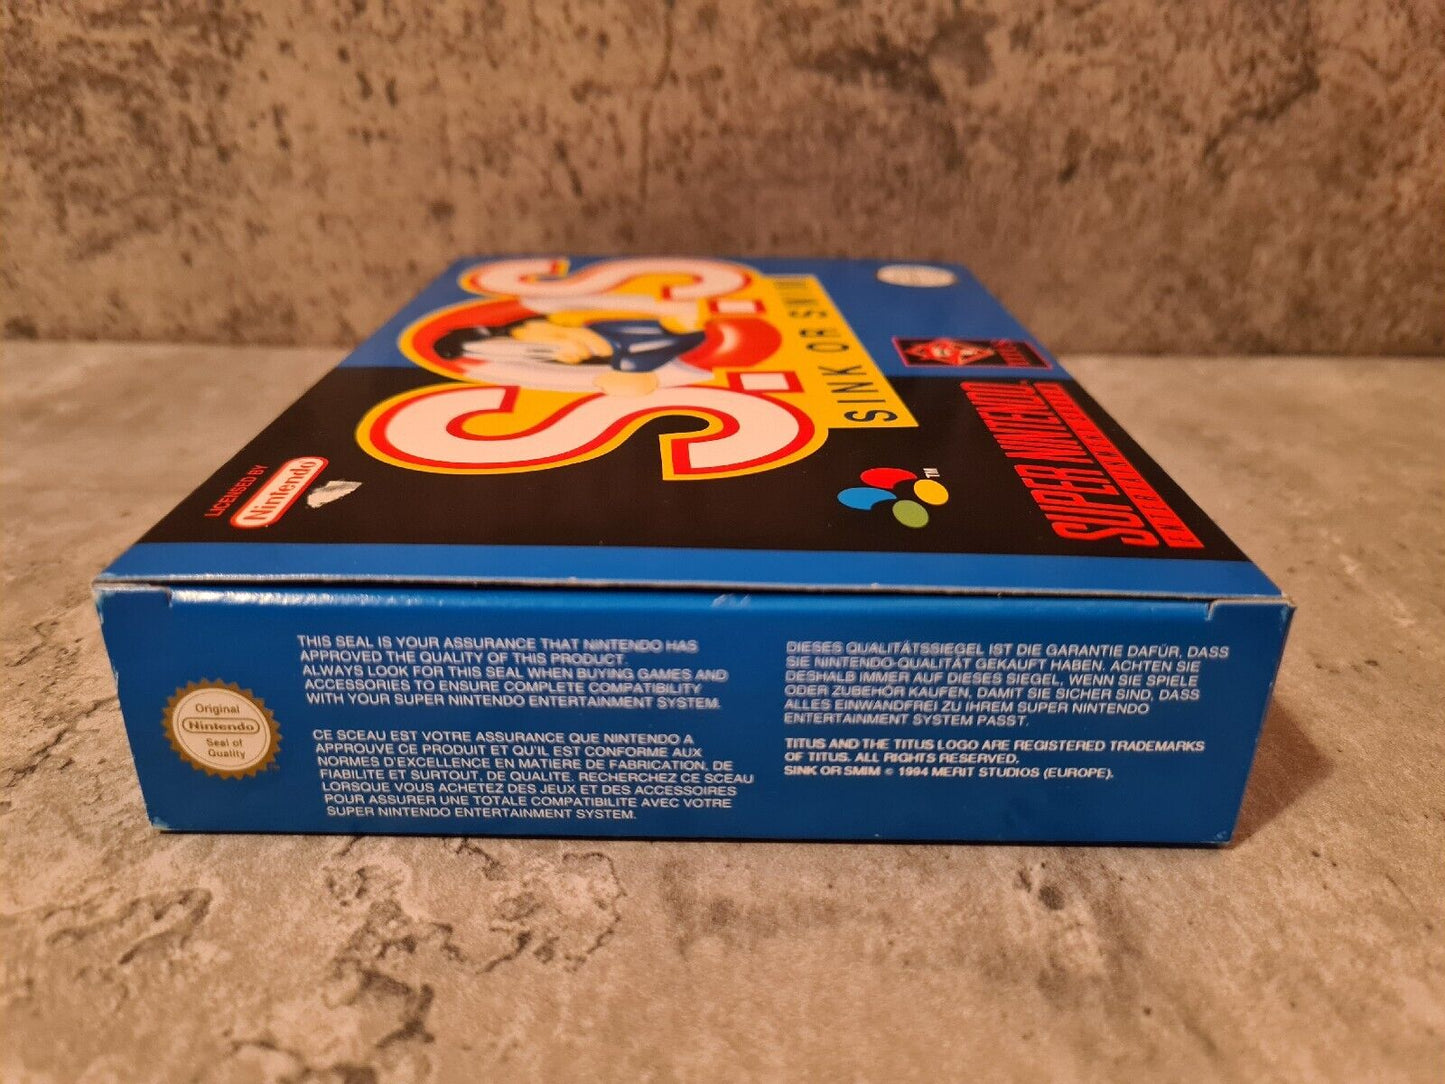 S.O.S.
SINK OR SWIM
TITUS
SUPER NINTENDO
TM
LICENSED BY
Nintendo
Original
Nintendo
Seal of
Quality
THIS SEAL IS YOUR ASSURANCE THAT NINTENDO HAS
APPROVED THE QUALITY OF THIS PRODUCT.
ALWAYS LOOK FOR THIS SEAL WHEN BUYING GAMES AND
ACCESSORIES TO ENSURE COMPLETE COMPATIBILITY
WITH YOUR SUPER NINTENDO ENTERTAINMENT SYSTEM.
CE SCEAU EST VOTRE ASSURANCE QUE NINTENDO A
APPROUVE CE PRODUIT ET QU'IL EST CONFORME AUX
NORMES D'EXCELLENCE EN MATIERE DE FABRICATION, DE
FIABILITE ET SURTOUT, DE QUALITE. RECHERCHEZ CE SCEAU
LORSQUE VOUS ACHETEZ DES JEUX ET DES ACCESSOIRES
POUR ASSURER UNE TOTALE COMPATIBILITE AVEC VOTRE
SUPER NINTENDO ENTERTAINMENT SYSTEM.
DIESES QUALITÄTSSIEGEL IST DIE GARANTIE DAFÜR, DASS
SIE NINTENDO-QUALITÄT GEKAUFT HABEN. ACHTEN SIE
DESHALB IMMER AUF DIESES SIEGEL, WENN SIE SPIELE
ODER ZUBEHÖR KAUFEN, DAMIT SIE SICHER SIND, DASS
ALLES EINWANDFREI ZU IHREM SUPER NINTENDO
ENTERTAINMENT SYSTEM PASST.
TITUS AND THE TITUS LOGO ARE REGISTERED TRADEMARKS
OF TITUS. ALL RIGHTS RESERVED.
SINK OR SMIM © 1994 MERIT STUDIOS (EUROPE).